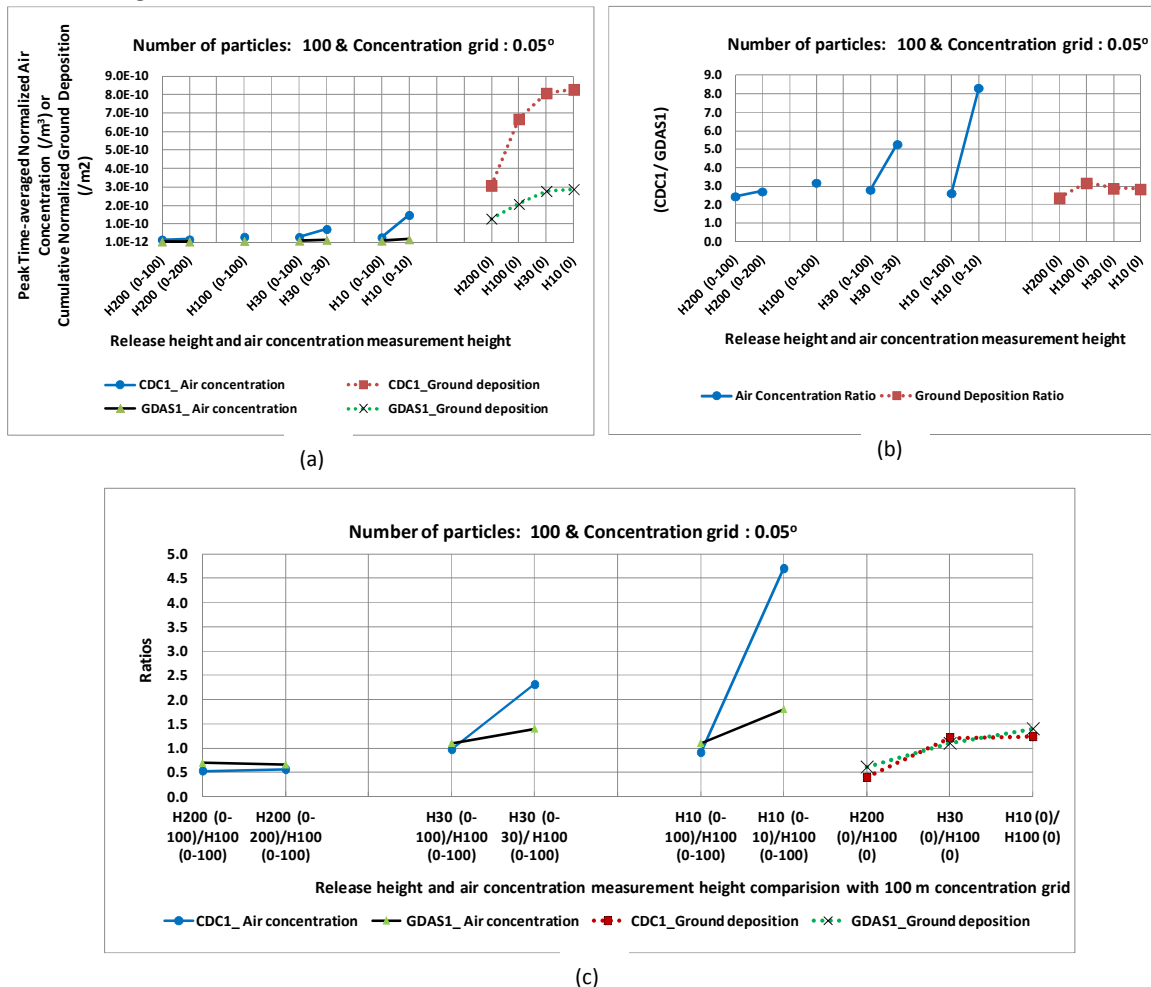 Number of particles: 100 & Concentration grid : 0.05°
Peak Time-averaged Normalized Air
Concentration (/m³) or
Cumulative Normalized Ground Deposition
(/m2)
9.0E-10
8.0E-10
7.0E-10
6.0E-10
5.0E-10
4.0E-10
3.0E-10
2.0E-10
1.0E-10
1.0E-12
H200 (0-100)
H200 (0-200)
H100 (0-100)
H30 (0-100)
H30 (0-30)
H10 (0-100)
H10 (0-10)
H200 (0)
H100 (0)
H30 (0)
H10 (0)
Release height and air concentration measurement height
CDC1_ Air concentration
CDC1_Ground deposition
GDAS1_ Air concentration
GDAS1_Ground deposition
(a)
Number of particles: 100 & Concentration grid : 0.05°
(CDC1/ GDAS1)
9.0
8.0
7.0
6.0
5.0
4.0
3.0
2.0
1.0
0.0
H200 (0-100)
H200 (0-200)
H100 (0-100)
H30 (0-100)
H30 (0-30)
H10 (0-100)
H10 (0-10)
H200 (0)
H100 (0)
H30 (0)
H10 (0)
Release height and air concentration measurement height
Air Concentration Ratio
Ground Deposition Ratio
(b)
Number of particles: 100 & Concentration grid : 0.05°
Ratios
5.0
4.5
4.0
3.5
3.0
2.5
2.0
1.5
1.0
0.5
0.0
H200 (0-
100)/H100
(0-100)
H200 (0-
200)/H100
(0-100)
H30 (0-
100)/H100
(0-100)
H30 (0-
30)/ H100
(0-100)
H10 (0-
100)/H100
(0-100)
H10 (0-
10)/H100
(0-100)
H200
(0)/H100
(0)
H30
(0)/H100
(0)
H10 (0)/
H100 (0)
Release height and air concentration measurement height comparision with 100 m concentration grid
CDC1_ Air concentration
GDAS1_ Air concentration
CDC1_Ground deposition
GDAS1_Ground deposition
(c)